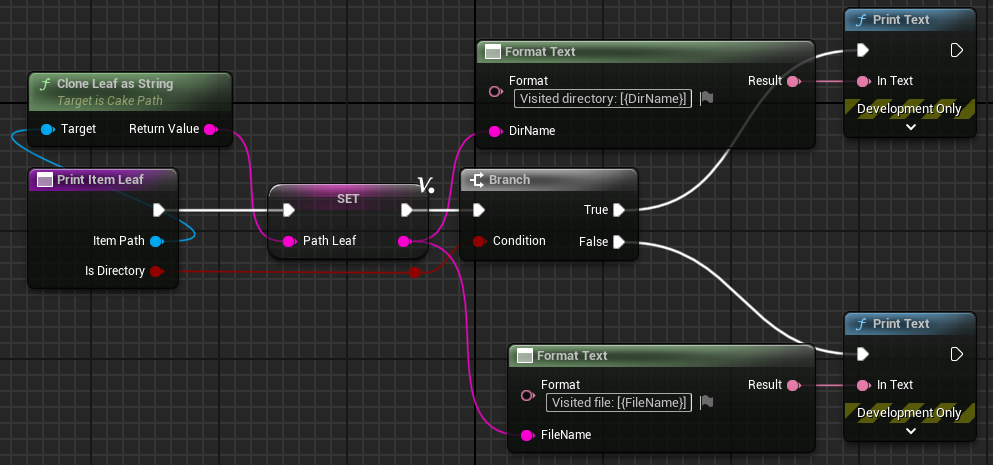 Clone Leaf as String
Target is Cake Path
Target
Return Value
Print Item Leaf
Item Path
Is Directory
SET
Path Leaf
V.
Format Text
Format
Visited directory: [{DirName}]
Result
DirName
Branch
True
Condition
False
Print Text
In Text
Development Only
Format Text
Format
Visited file: [{FileName}]
Result
FileName
Print Text
In Text
Development Only